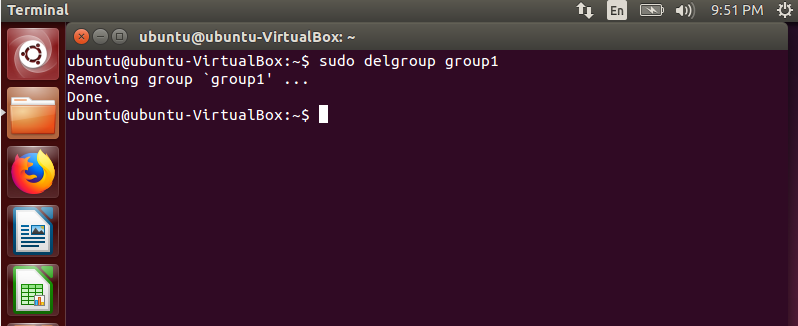 Terminal
En
9:51 PM
ubuntu@ubuntu-VirtualBox: ~
ubuntu@ubuntu-VirtualBox:~$ sudo delgroup group1
Removing group `group1' ...
Done.
ubuntu@ubuntu-VirtualBox:~$